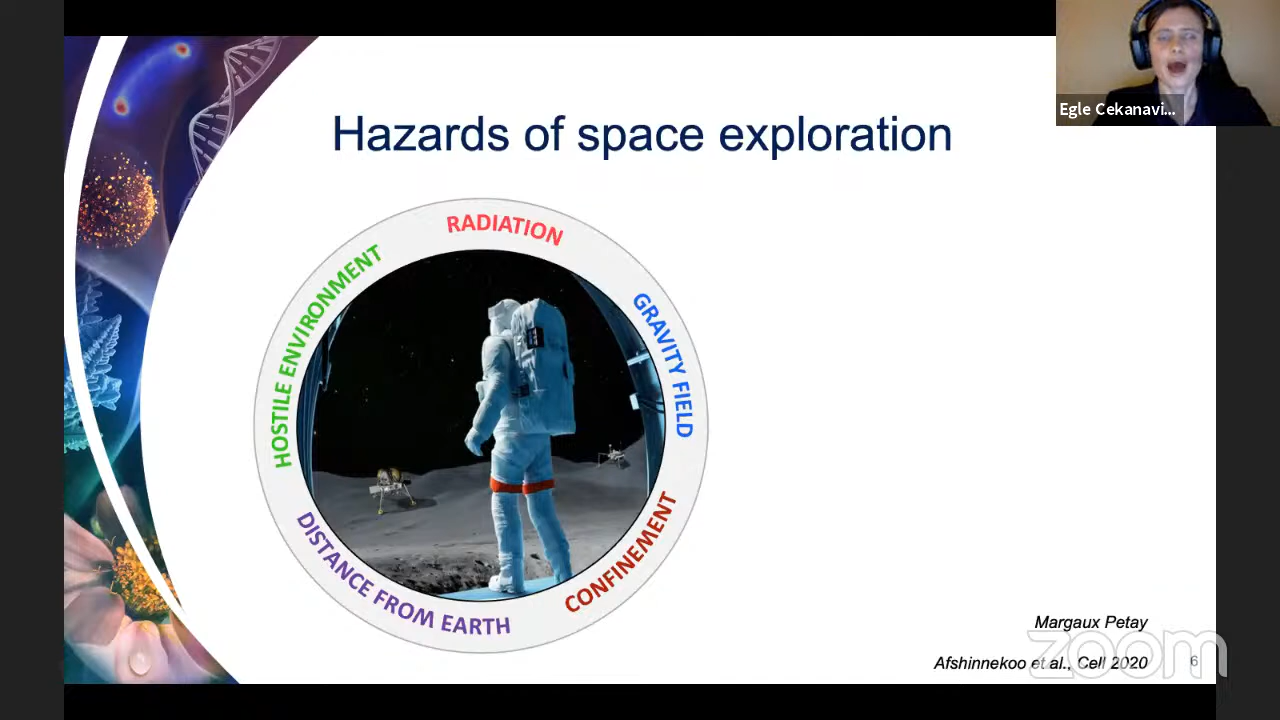 Egle Cekanavi...
Hazards of space exploration
RADIATION
GRAVITY FIELD
CONFINEMENT
DISTANCE FROM EARTH
HOSTILE ENVIRONMENT
Margaux Petay
Afshinnekoo et al., Cell 2020
6
zoom